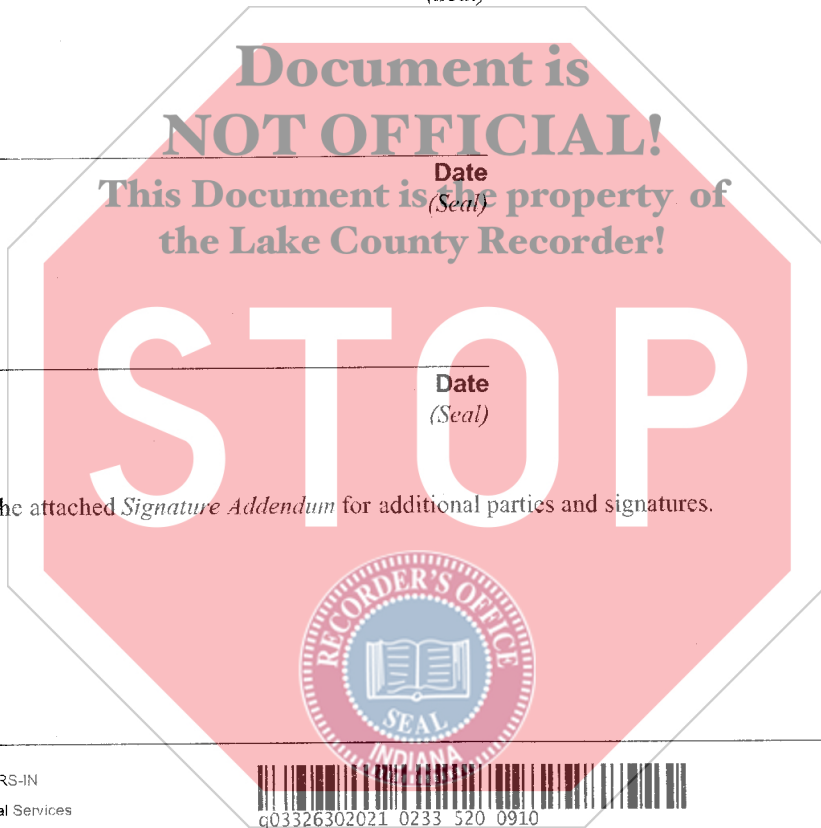 (Seal)
Document is
NOT OFFICIAL!
Date
This Document is the property of
(Seal)
the Lake County Recorder!
STOP
Date
(Seal)
he attached Signature Addendum for additional parties and signatures.
RECORDER'S OFFICE
SEAL
INDIANA
RS-IN
al Services
q03326302021 0233 520 0910